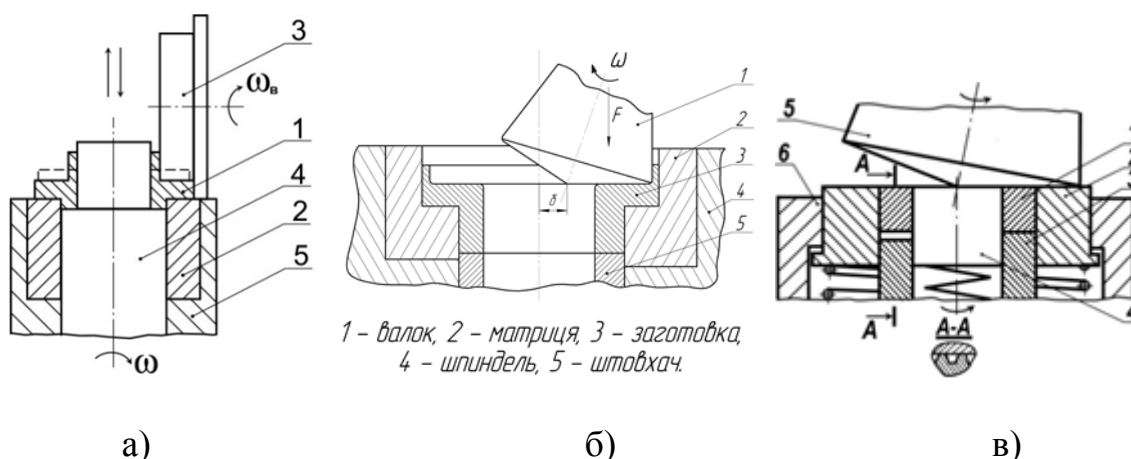 3
ω_в
1
4
2
5
ω
ω
F
δ
1
2
3
4
5
1 – валок, 2 – матриця, 3 – заготовка,
4 – шпиндель, 5 – штовхач.
5
6
А
А
А-А
а)
б)
в)